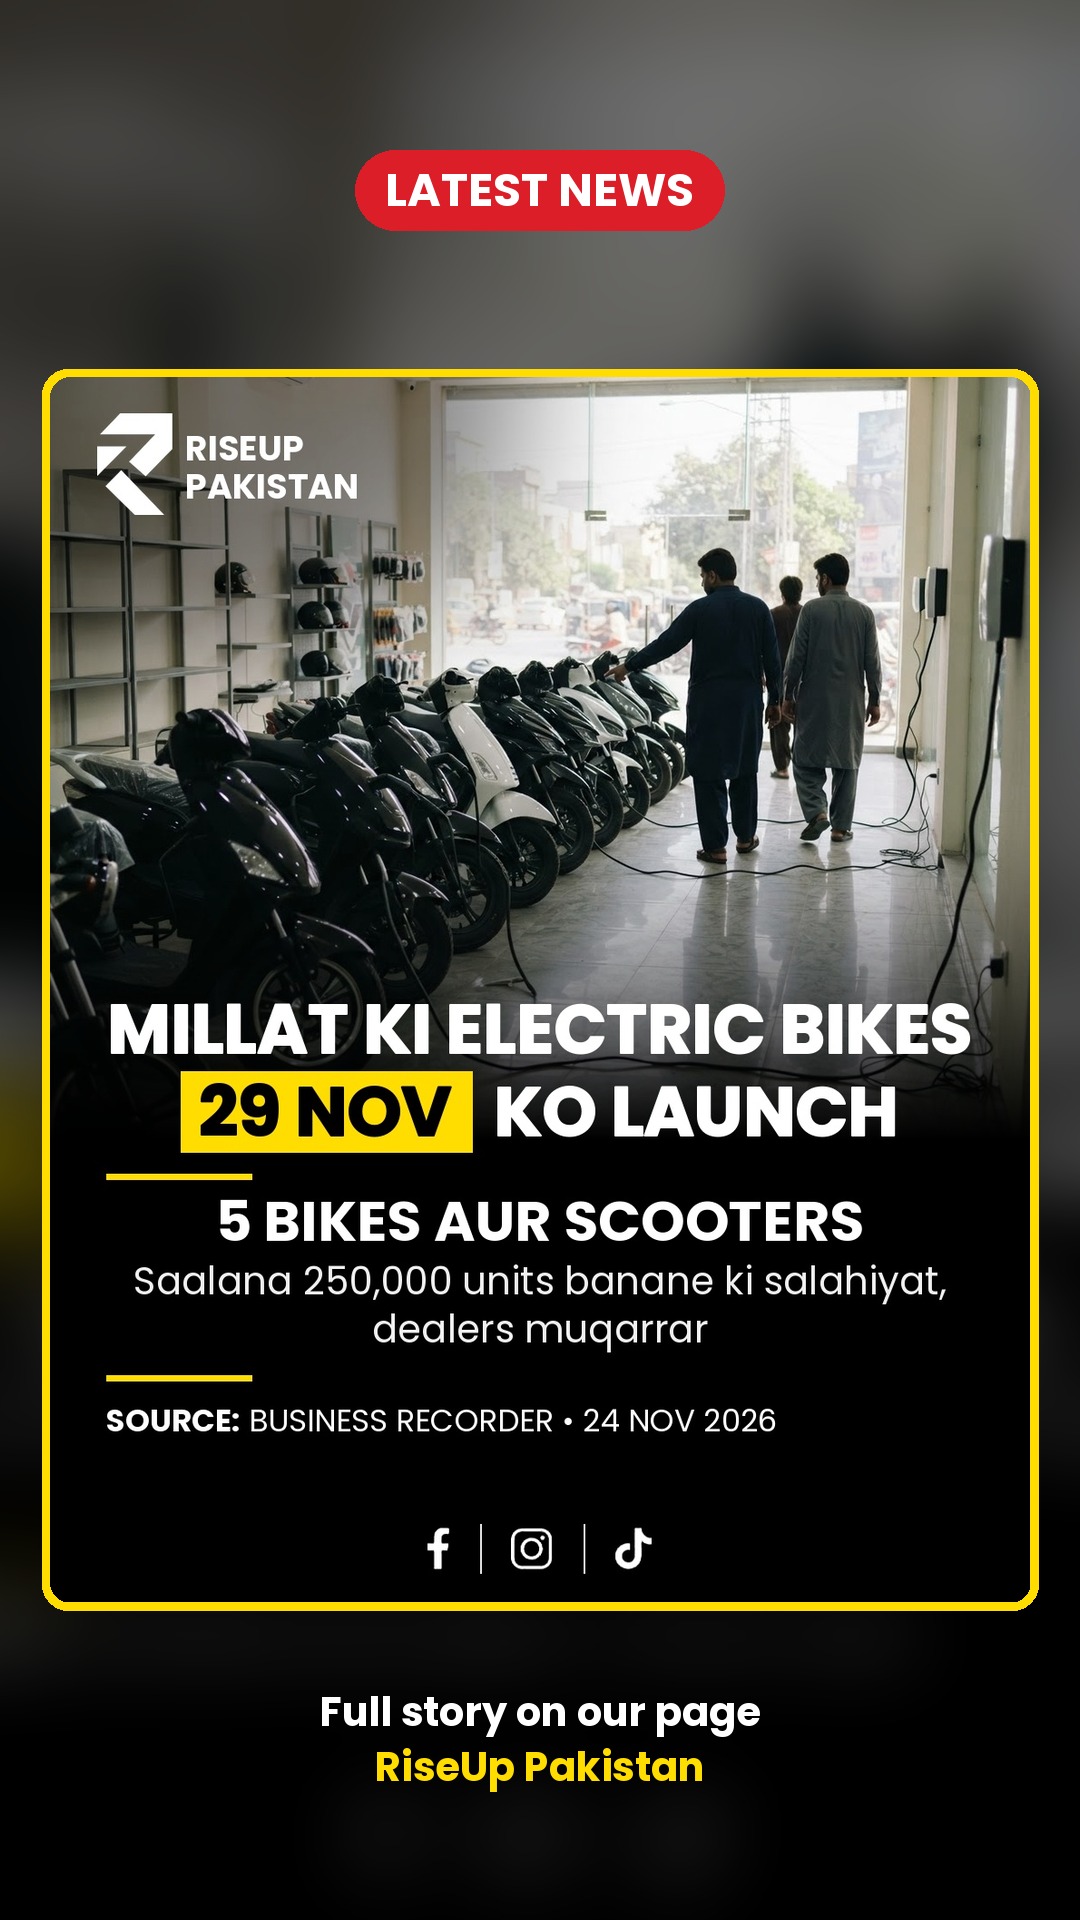 LATEST NEWS
RISEUP
PAKISTAN
MILLAT KI ELECTRIC BIKES
29 NOV KO LAUNCH
5 BIKES AUR SCOOTERS
Saalana 250,000 units banane ki salahiyat,
dealers muqarrar
SOURCE: BUSINESS RECORDER • 24 NOV 2026
Full story on our page
RiseUp Pakistan